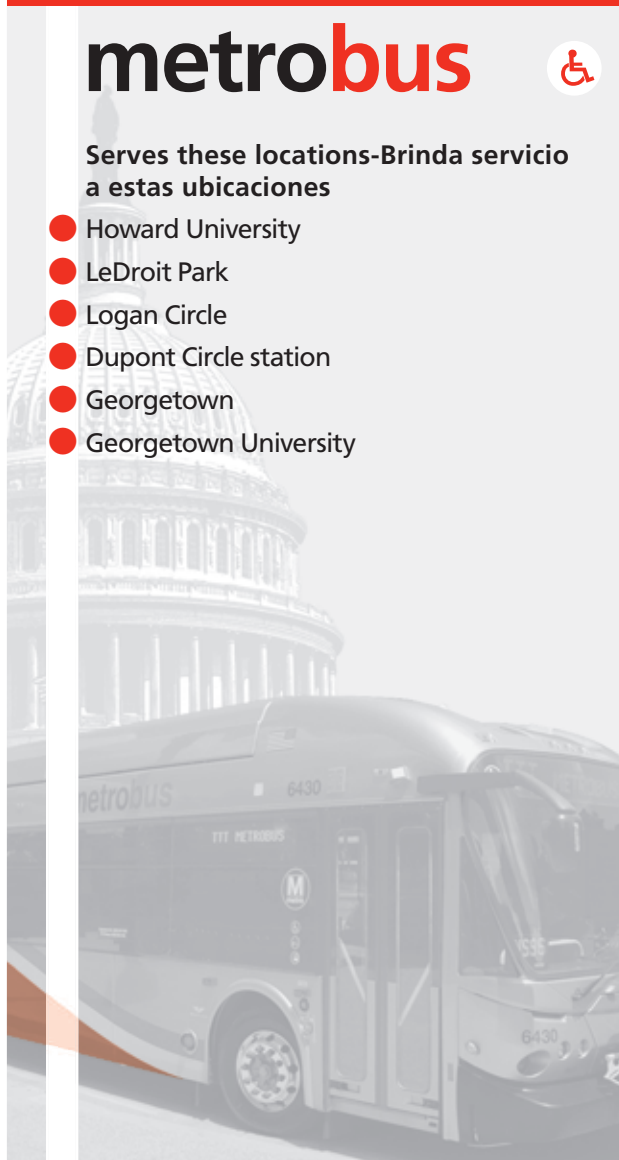 metrobus
Serves these locations-Brinda servicio
a estas ubicaciones
Howard University
LeDroit Park
Logan Circle
Dupont Circle station
Georgetown
Georgetown University
metrobus
6430
TTT METROBUS
M
6430